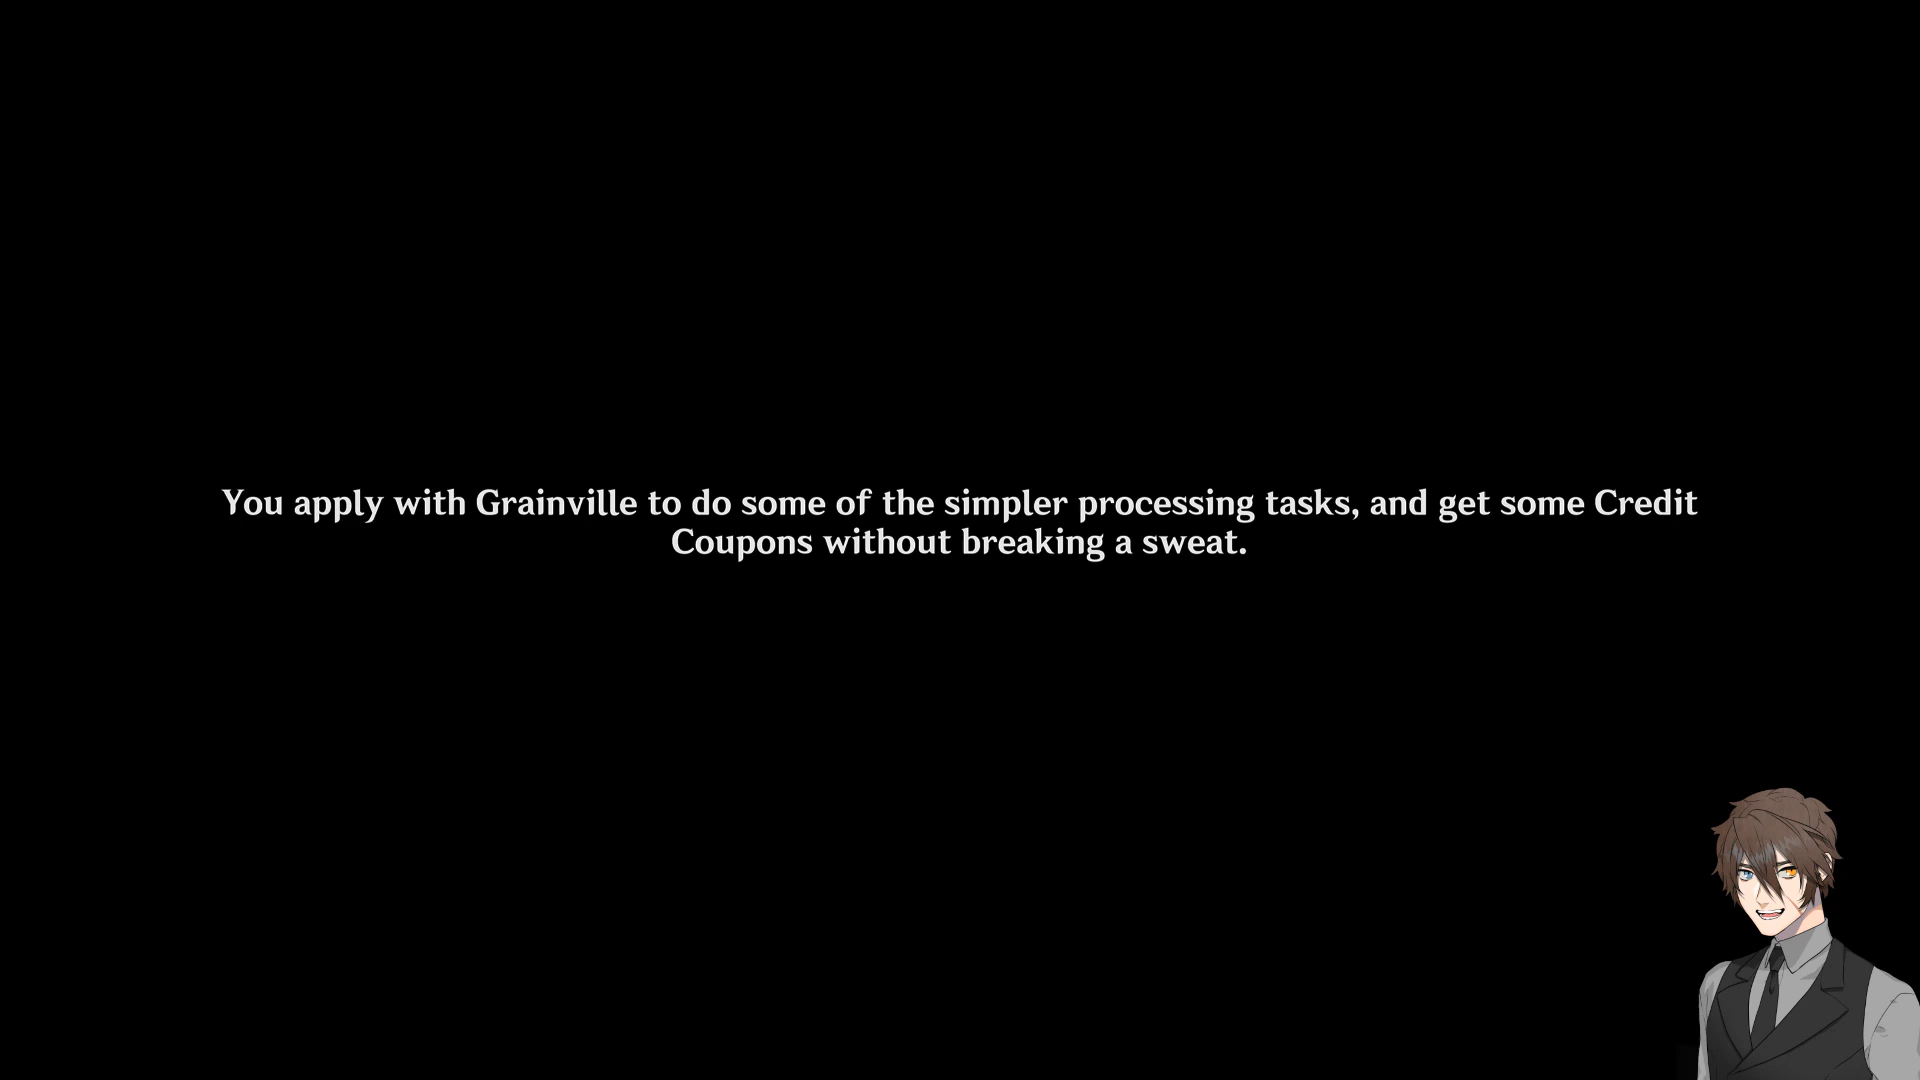 You apply with Grainville to do some of the simpler processing tasks, and get some Credit
Coupons without breaking a sweat.